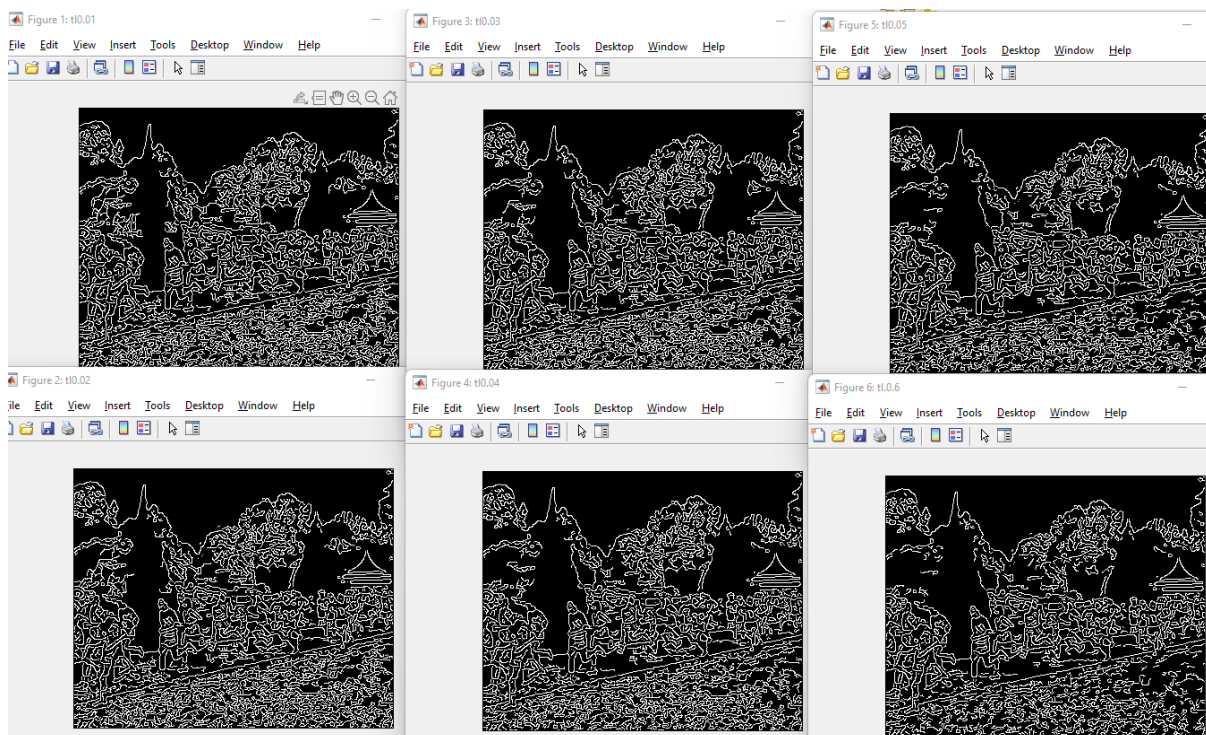 Figure 1: tl0.01
File Edit View Insert Tools Desktop Window Help
Figure 3: tl0.03
File Edit View Insert Tools Desktop Window Help
Figure 5: tl0.05
File Edit View Insert Tools Desktop Window Help
Figure 2: tl0.02
File Edit View Insert Tools Desktop Window Help
Figure 4: tl0.04
File Edit View Insert Tools Desktop Window Help
Figure 6: tl.0.6
File Edit View Insert Tools Desktop Window Help